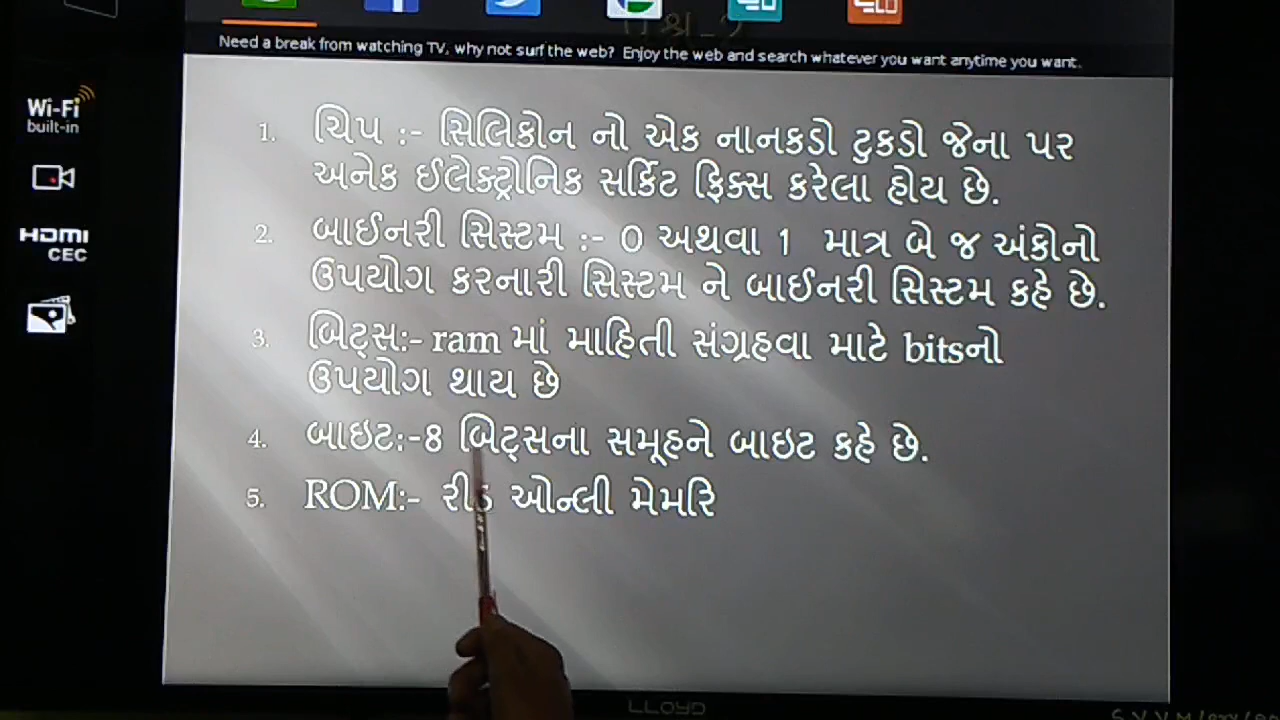 Need a break from watching TV, why not surf the web? Enjoy the web and search whatever you want anytime you want.
Wi-Fi
built-in
HDMI
CEC
1. ચિપ :- સિલિકોન નો એક નાનકડો ટુકડો જેના પર
અનેક ઈલેક્ટ્રોનિક સર્કિટ ફિક્સ કરેલા હોય છે.
2. બાઈનરી સિસ્ટમ :- 0 અથવા 1 માત્ર બે જ અંકોનો
ઉપયોગ કરનારી સિસ્ટમ ને બાઈનરી સિસ્ટમ કહે છે.
3. બિટ્સ:- ram માં માહિતી સંગ્રહવા માટે bitsનો
ઉપયોગ થાય છે
4. બાઇટ:-8 બિટ્સના સમૂહને બાઇટ કહે છે.
5. ROM:- રીડ ઓન્લી મેમરિ
LLOYD